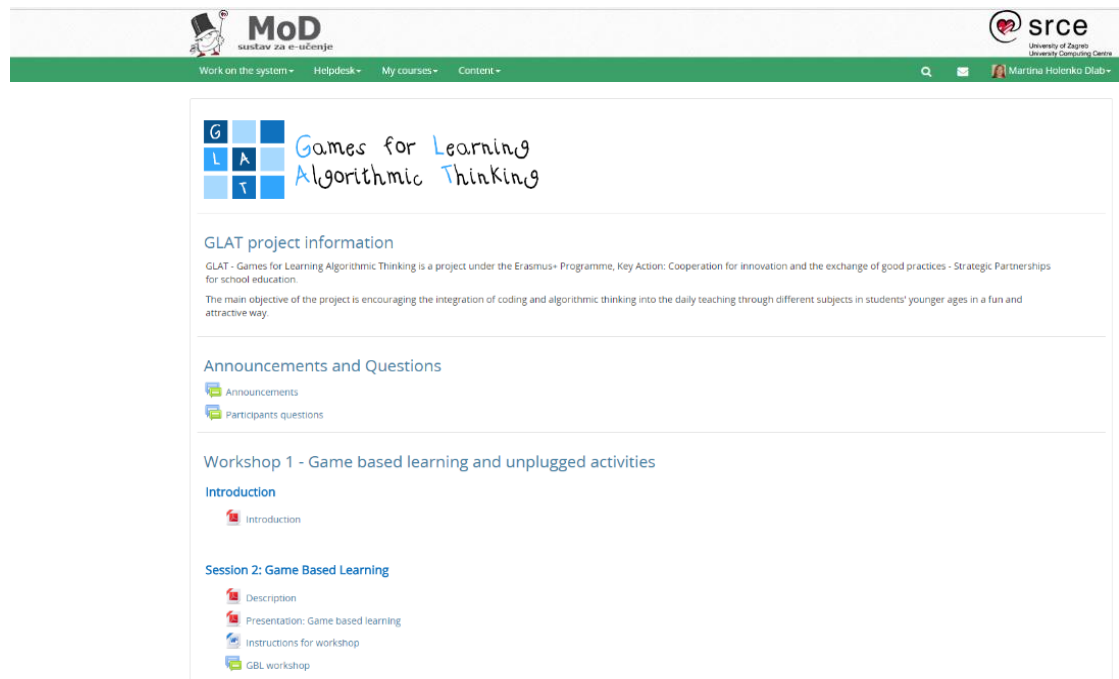 MoD
sustav za e-učenje
srce
University of Zagreb
University Computing Centre
Work on the system Helpdesk My courses Content Martina Holenko Dlab
G
L A
T
Games for Learning
Algorithmic Thinking
GLAT project information
GLAT - Games for Learning Algorithmic Thinking is a project under the Erasmus+ Programme, Key Action: Cooperation for innovation and the exchange of good practices - Strategic Partnerships
for school education.
The main objective of the project is encouraging the integration of coding and algorithmic thinking into the daily teaching through different subjects in students' younger ages in a fun and
attractive way.
Announcements and Questions
Announcements
Participants questions
Workshop 1 - Game based learning and unplugged activities
Introduction
Introduction
Session 2: Game Based Learning
Description
Presentation: Game based learning
Instructions for workshop
GBL workshop